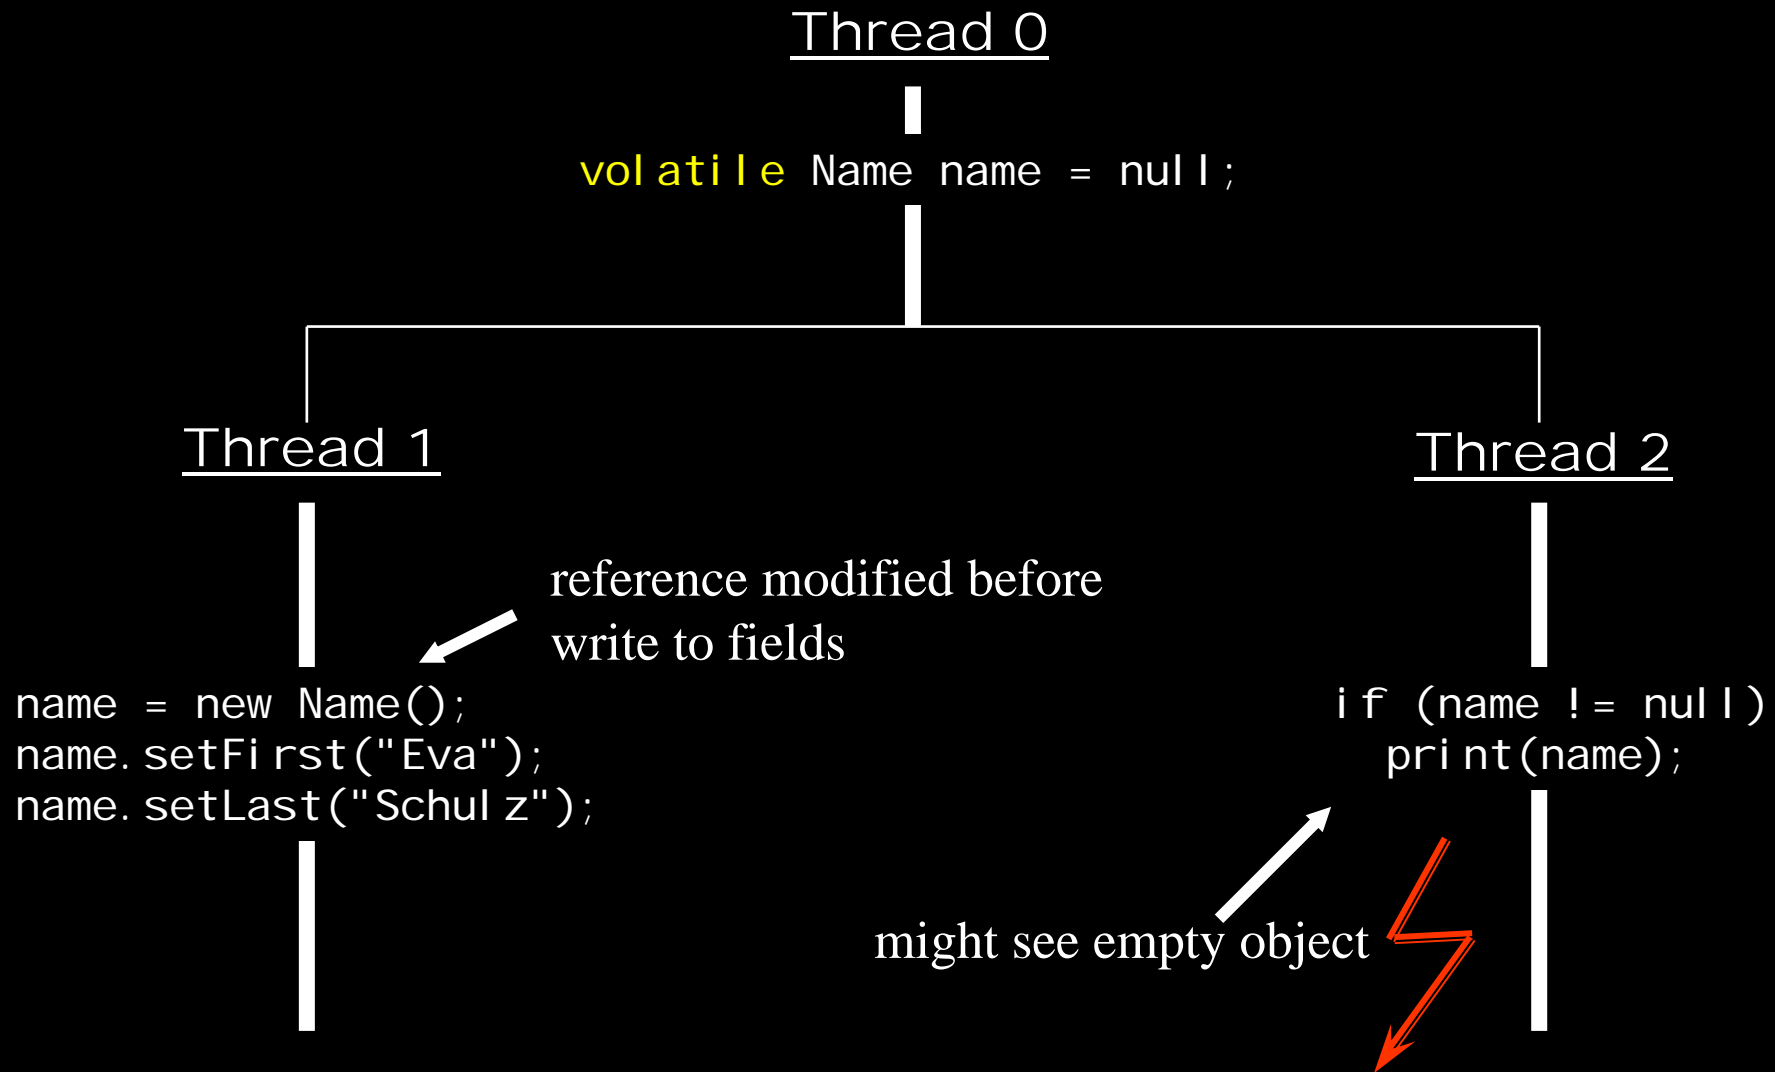 Thread 0
volatile Name name = null;
Thread 1
Thread 2
reference modified before
write to fields
name = new Name();
name.setFirst("Eva");
name.setLast("Schulz");
if (name != null)
print(name);
might see empty object